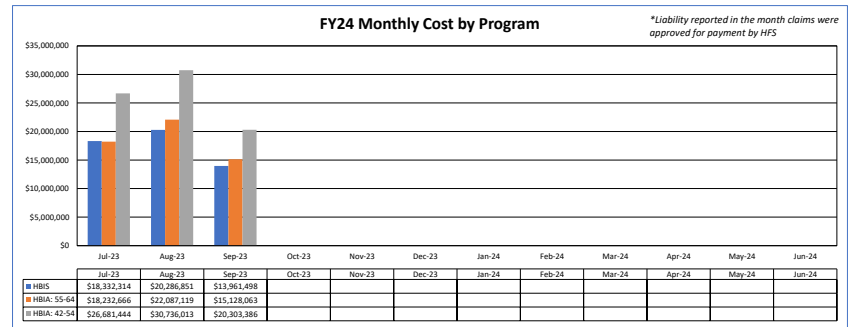 FY24 Monthly Cost by Program
*Liability reported in the month claims were
approved for payment by HFS
$35,000,000
$30,000,000
$25,000,000
$20,000,000
$15,000,000
$10,000,000
$5,000,000
$0
Jul-23 Aug-23 Sep-23 Oct-23 Nov-23 Dec-23 Jan-24 Feb-24 Mar-24 Apr-24 May-24 Jun-24
Jul-23 Aug-23 Sep-23 Oct-23 Nov-23 Dec-23 Jan-24 Feb-24 Mar-24 Apr-24 May-24 Jun-24
HBIS $18,332,314 $20,286,851 $13,961,498
HBIA: 55-64 $18,232,666 $22,087,119 $15,128,063
HBIA: 42-54 $26,681,444 $30,736,013 $20,303,386